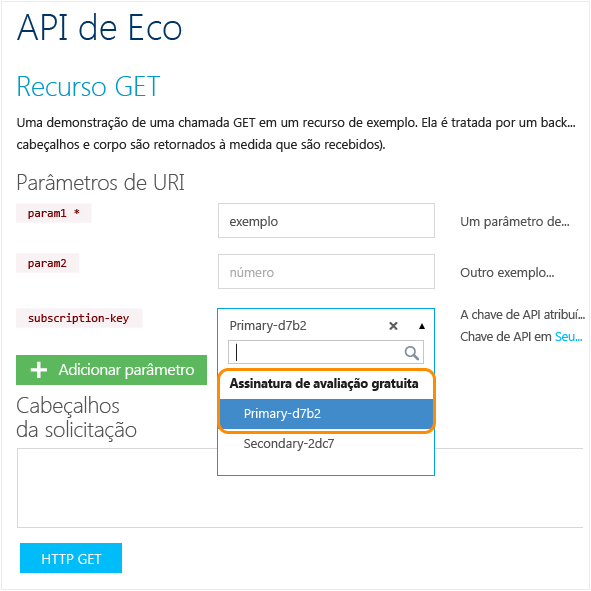 API de Eco
Recurso GET
Uma demonstração de uma chamada GET em um recurso de exemplo. Ela é tratada por um back...
cabeçalhos e corpo são retornados à medida que são recebidos).
Parâmetros de URI
param1 * exemplo Um parâmetro de...
param2 número Outro exemplo...
subscription-key Primary-d7b2 A chave de API atribuí...
Chave de API em Seu...
Adicionar parâmetro
Assinatura de avaliação gratuita
Primary-d7b2
Secondary-2dc7
Cabeçalhos
da solicitação
HTTP GET